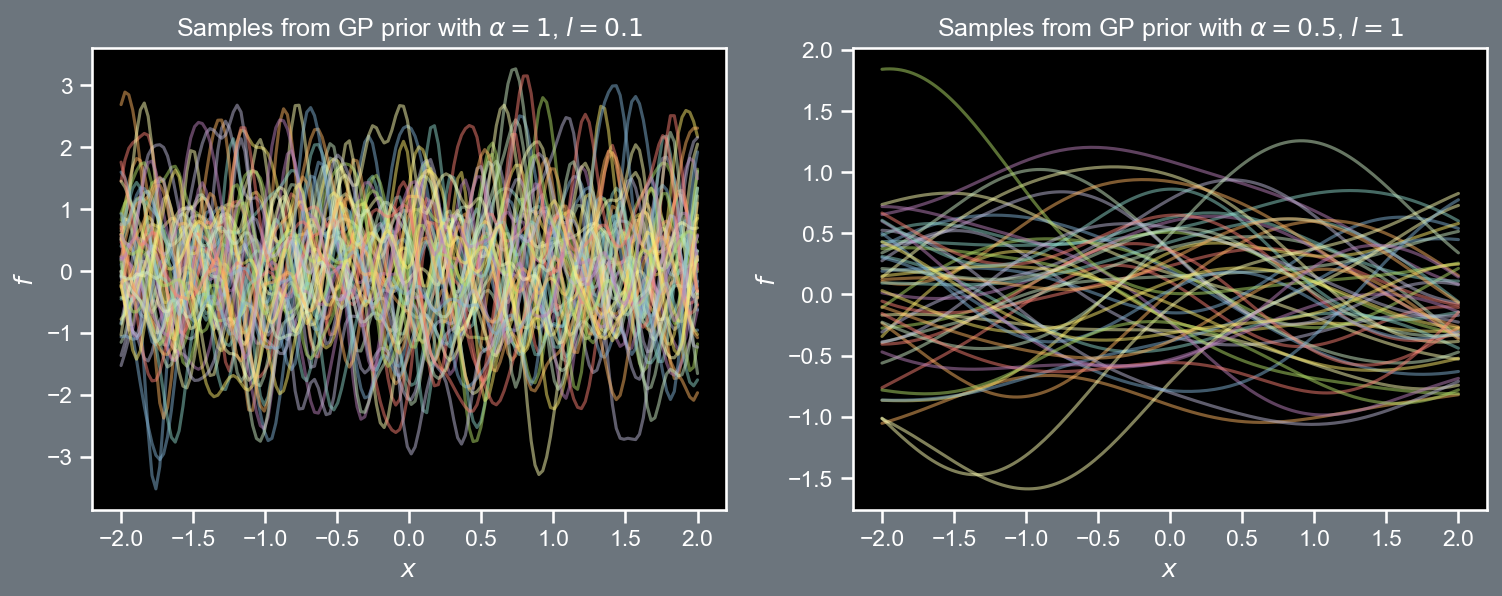 Samples from GP prior with α = 1, l = 0.1
3
2
1
0
−1
−2
−3
f
−2.0 −1.5 −1.0 −0.5 0.0 0.5 1.0 1.5 2.0
x
Samples from GP prior with α = 0.5, l = 1
2.0
1.5
1.0
0.5
0.0
−0.5
−1.0
−1.5
f
−2.0 −1.5 −1.0 −0.5 0.0 0.5 1.0 1.5 2.0
x